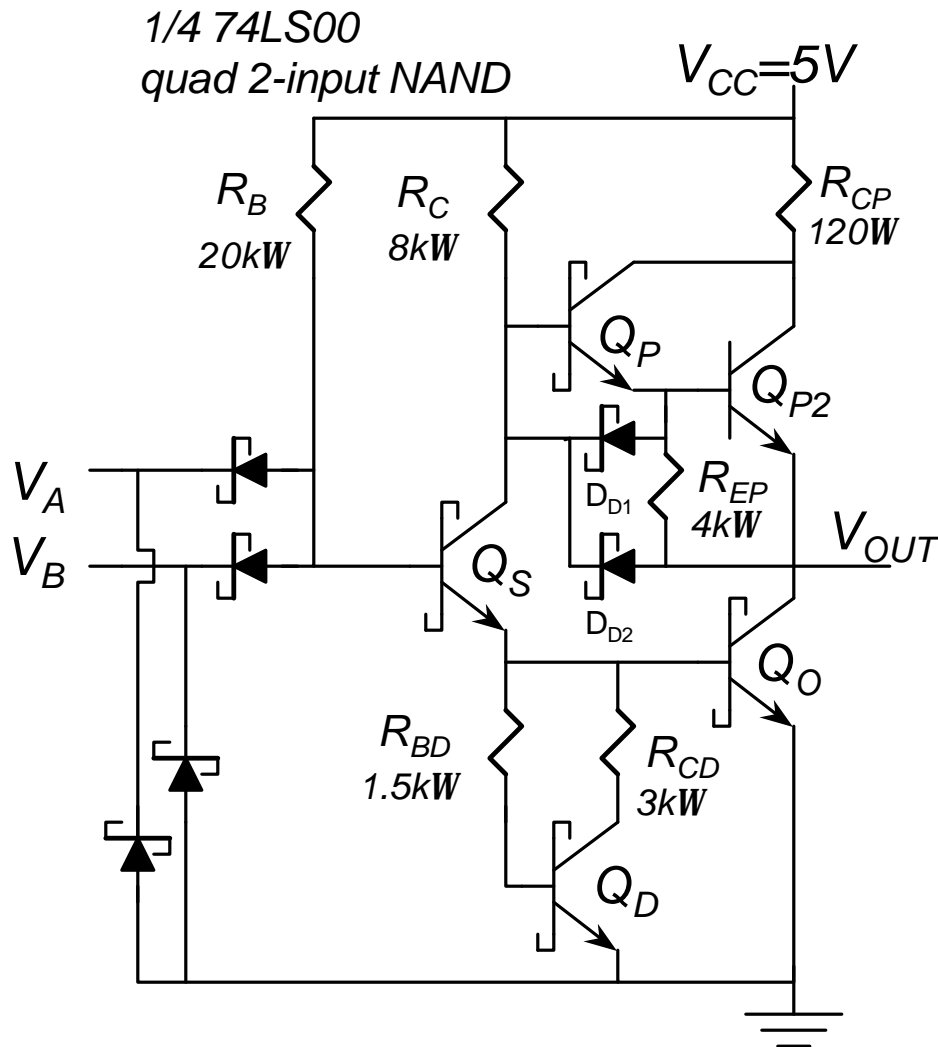 1/4 74LS00
quad 2-input NAND
VCC=5V
RB
20kW
RC
8kW
RCP
120W
QP
QP2
VA
DD1
REP
4kW
VOUT
VB
QS
DD2
QO
RBD
1.5kW
RCD
3kW
QD